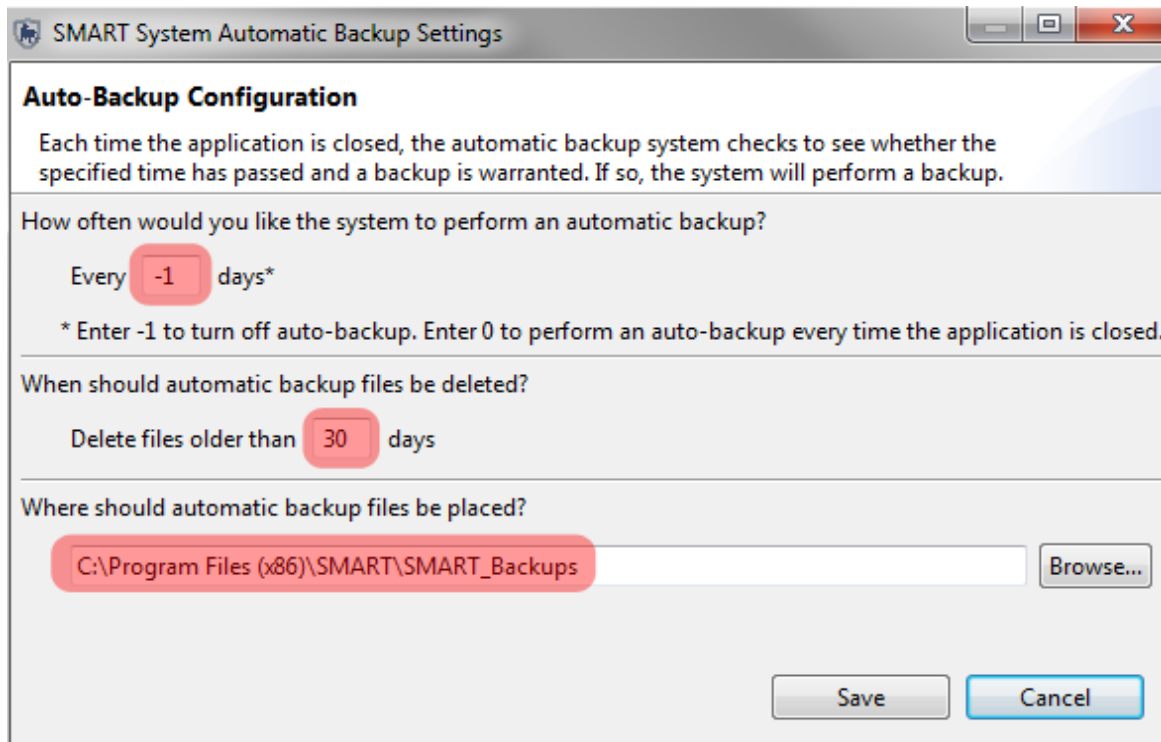 SMART System Automatic Backup Settings
Auto-Backup Configuration
Each time the application is closed, the automatic backup system checks to see whether the
specified time has passed and a backup is warranted. If so, the system will perform a backup.
How often would you like the system to perform an automatic backup?
Every -1 days*
* Enter -1 to turn off auto-backup. Enter 0 to perform an auto-backup every time the application is closed.
When should automatic backup files be deleted?
Delete files older than 30 days
Where should automatic backup files be placed?
C:\Program Files (x86)\SMART\SMART_Backups Browse...
Save Cancel